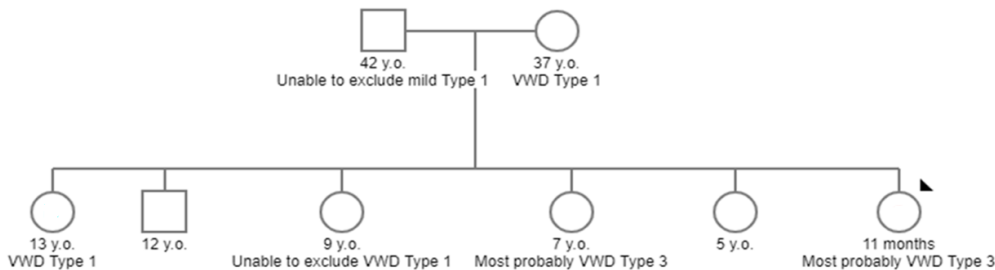 42 y.o. 37 y.o.
Unable to exclude mild Type 1 VWD Type 1
13 y.o. 12 y.o. 9 y.o. 7 y.o. 5 y.o. 11 months
VWD Type 1 Unable to exclude VWD Type 1 Most probably VWD Type 3 Most probably VWD Type 3